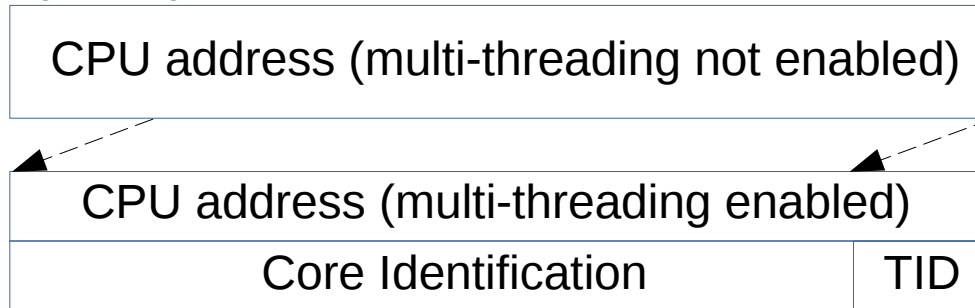 CPU address (multi-threading not enabled)
CPU address (multi-threading enabled)
Core Identification TID